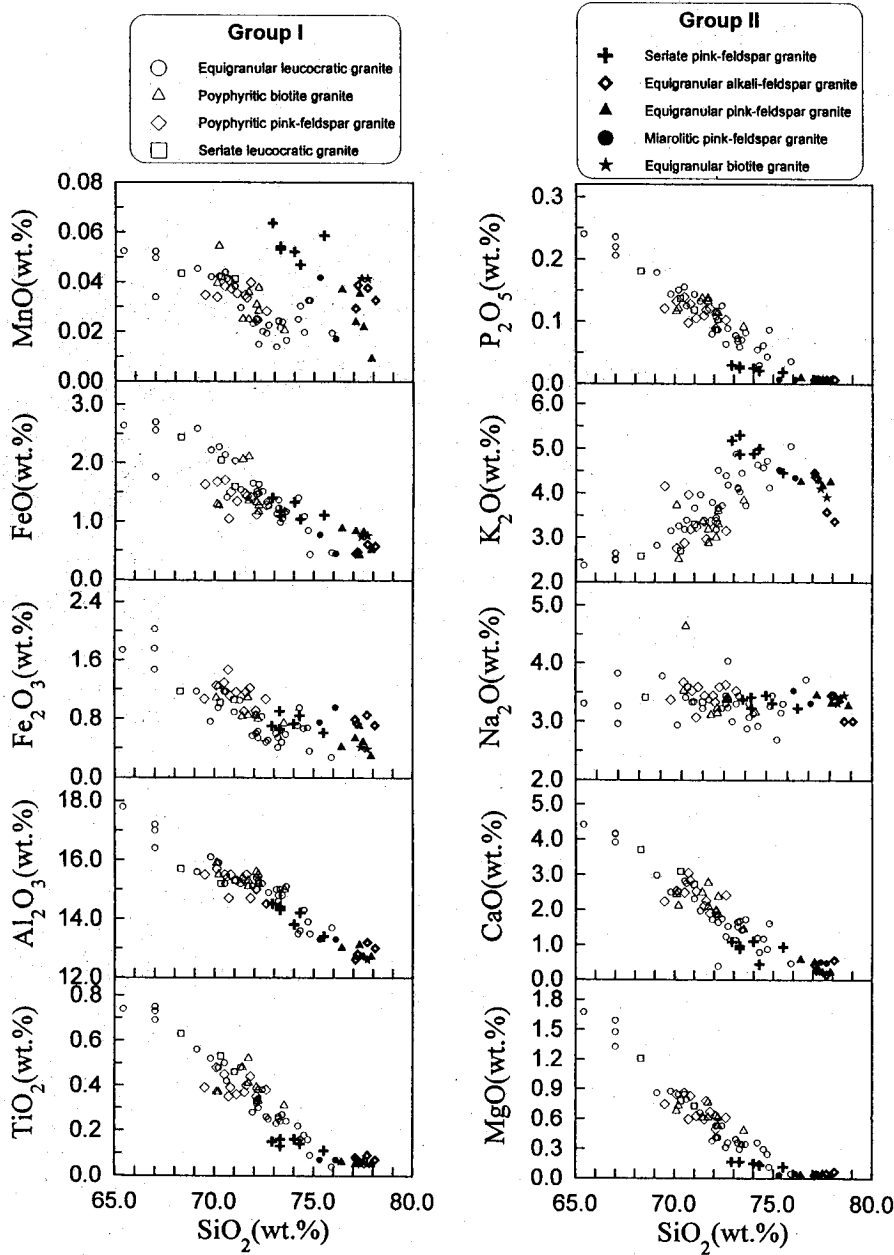 Group I
Equigranular leucocratic granite
Poyphyritic biotite granite
Poyphyritic pink-feldspar granite
Seriate leucocratic granite
Group II
Seriate pink-feldspar granite
Equigranular alkali-feldspar granite
Equigranular pink-feldspar granite
Miarolitic pink-feldspar granite
Equigranular biotite granite
MnO(wt.%)
0.08
0.06
0.04
0.02
0.00
FeO(wt.%)
3.0
2.0
1.0
0.0
Fe2O3(wt.%)
2.4
1.6
0.8
0.0
Al2O3(wt.%)
18.0
16.0
14.0
12.0
TiO2(wt.%)
0.8
0.6
0.4
0.2
0.0
65.0 70.0 75.0 80.0
SiO2(wt.%)
P2O5(wt.%)
0.3
0.2
0.1
0.0
K2O(wt.%)
6.0
5.0
4.0
3.0
2.0
Na2O(wt.%)
5.0
4.0
3.0
2.0
CaO(wt.%)
5.0
4.0
3.0
2.0
1.0
0.0
MgO(wt.%)
1.8
1.5
1.2
0.9
0.6
0.3
0.0
65.0 70.0 75.0 80.0
SiO2(wt.%)